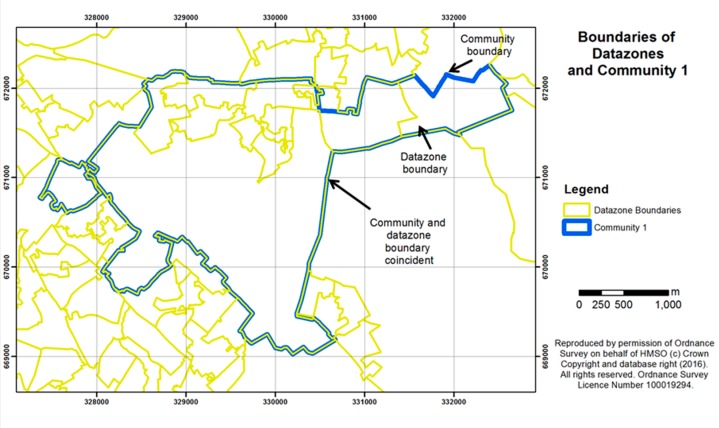 328000 329000 330000 331000 332000
Boundaries of
Datazones
and Community 1
Community
boundary
672000 672000
Datazone
boundary
671000 671000
Community and
datazone
boundary
coincident
Legend
Datazone Boundaries
Community 1
670000 670000
m
0 250 500 1,000
669000 669000
Reproduced by permission of Ordnance
Survey on behalf of HMSO (c) Crown
Copyright and database right (2016).
All rights reserved. Ordnance Survey
Licence Number 100019294.
328000 329000 330000 331000 332000